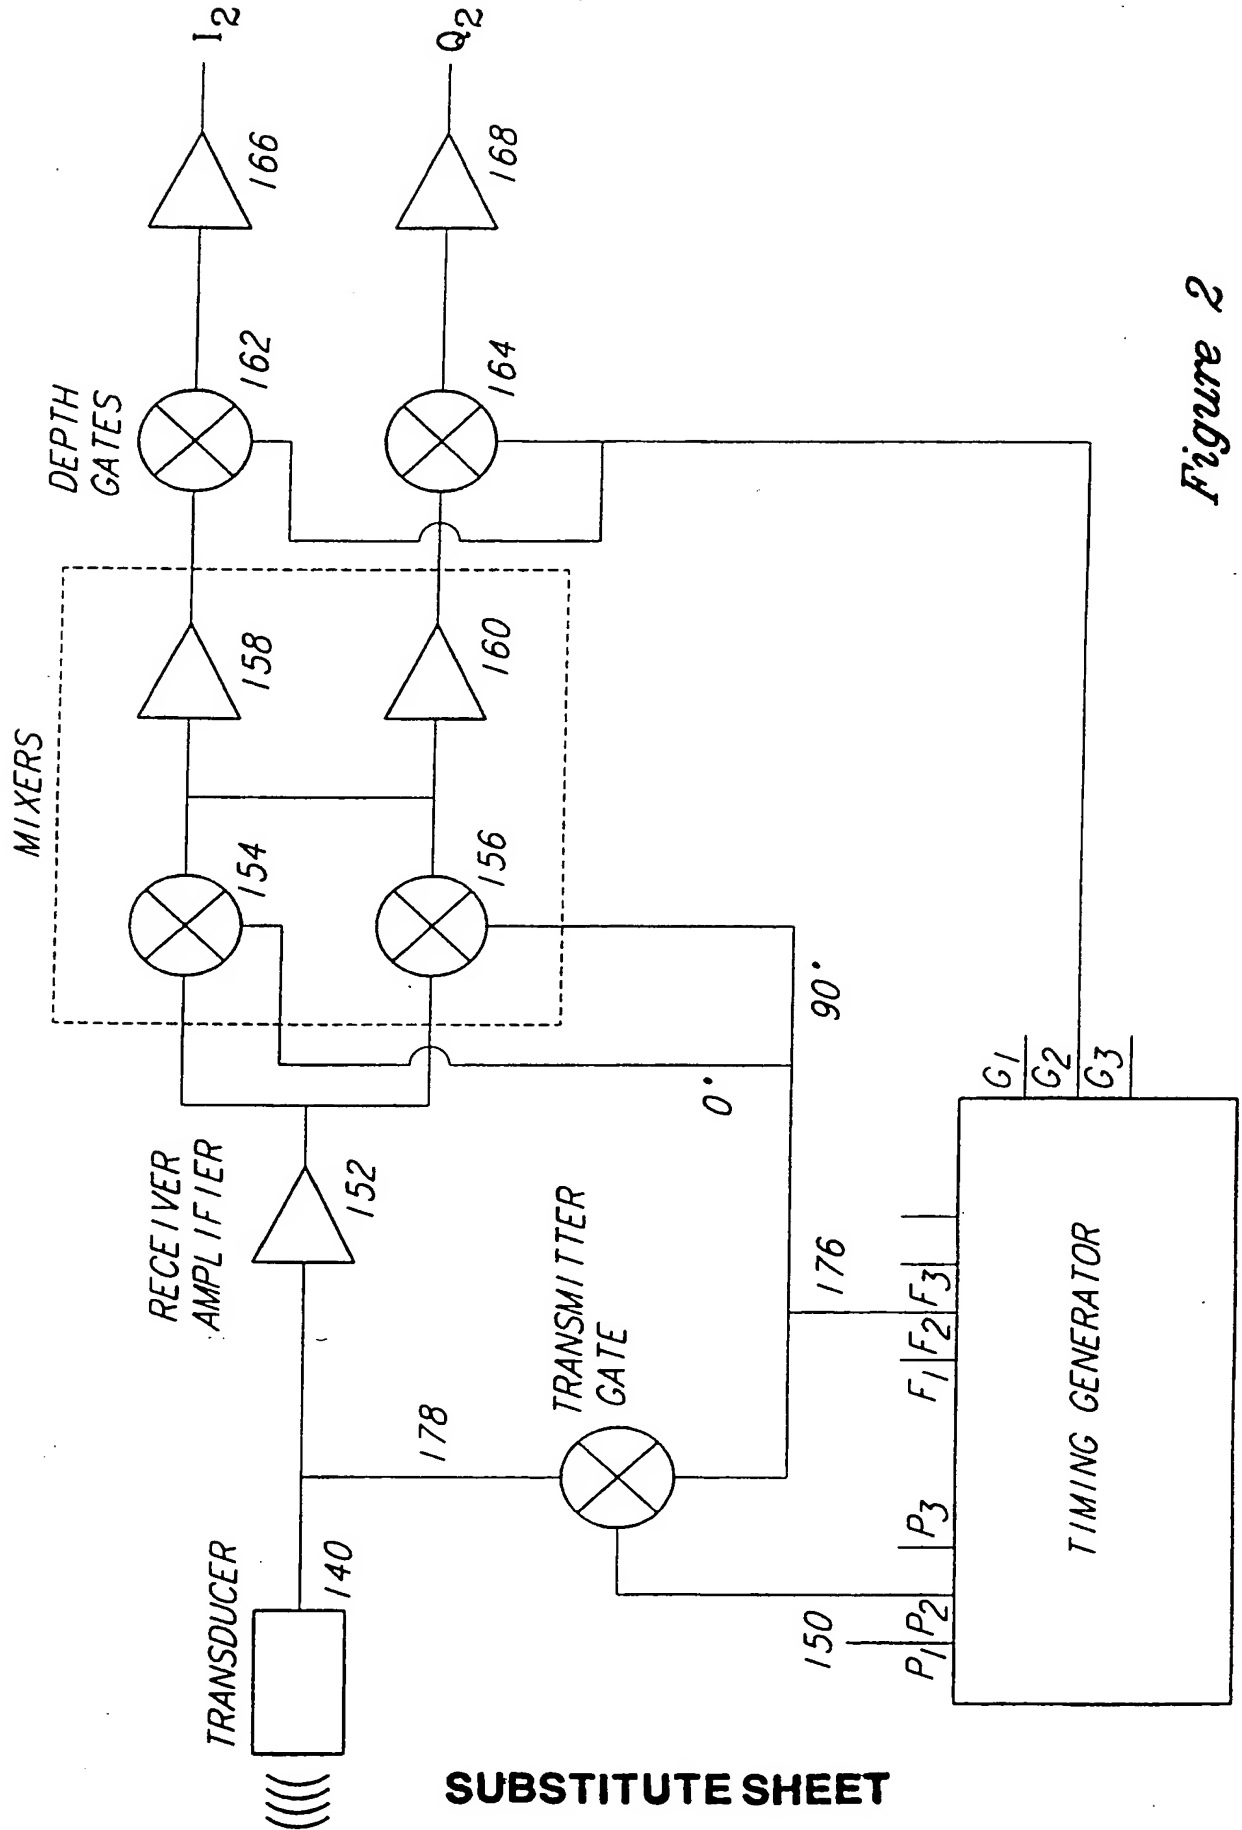 TRANSDUCER
140
RECEIVER
AMPLIFIER
152
MIXERS
154
156
158
160
DEPTH
GATES
162
164
166
168
I2
Q2
178
TRANSMITTER
GATE
0°
90°
176
150
P1 P2 P3
F1 F2 F3
G1
G2
G3
TIMING GENERATOR
Figure 2
SUBSTITUTE SHEET